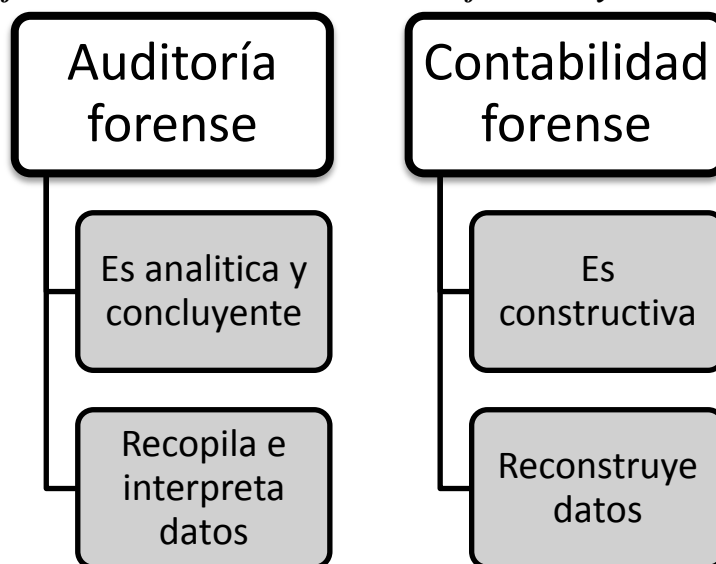 Auditoría
forense
Es analitica y
concluyente
Recopila e
interpreta
datos
Contabilidad
forense
Es
constructiva
Reconstruye
datos